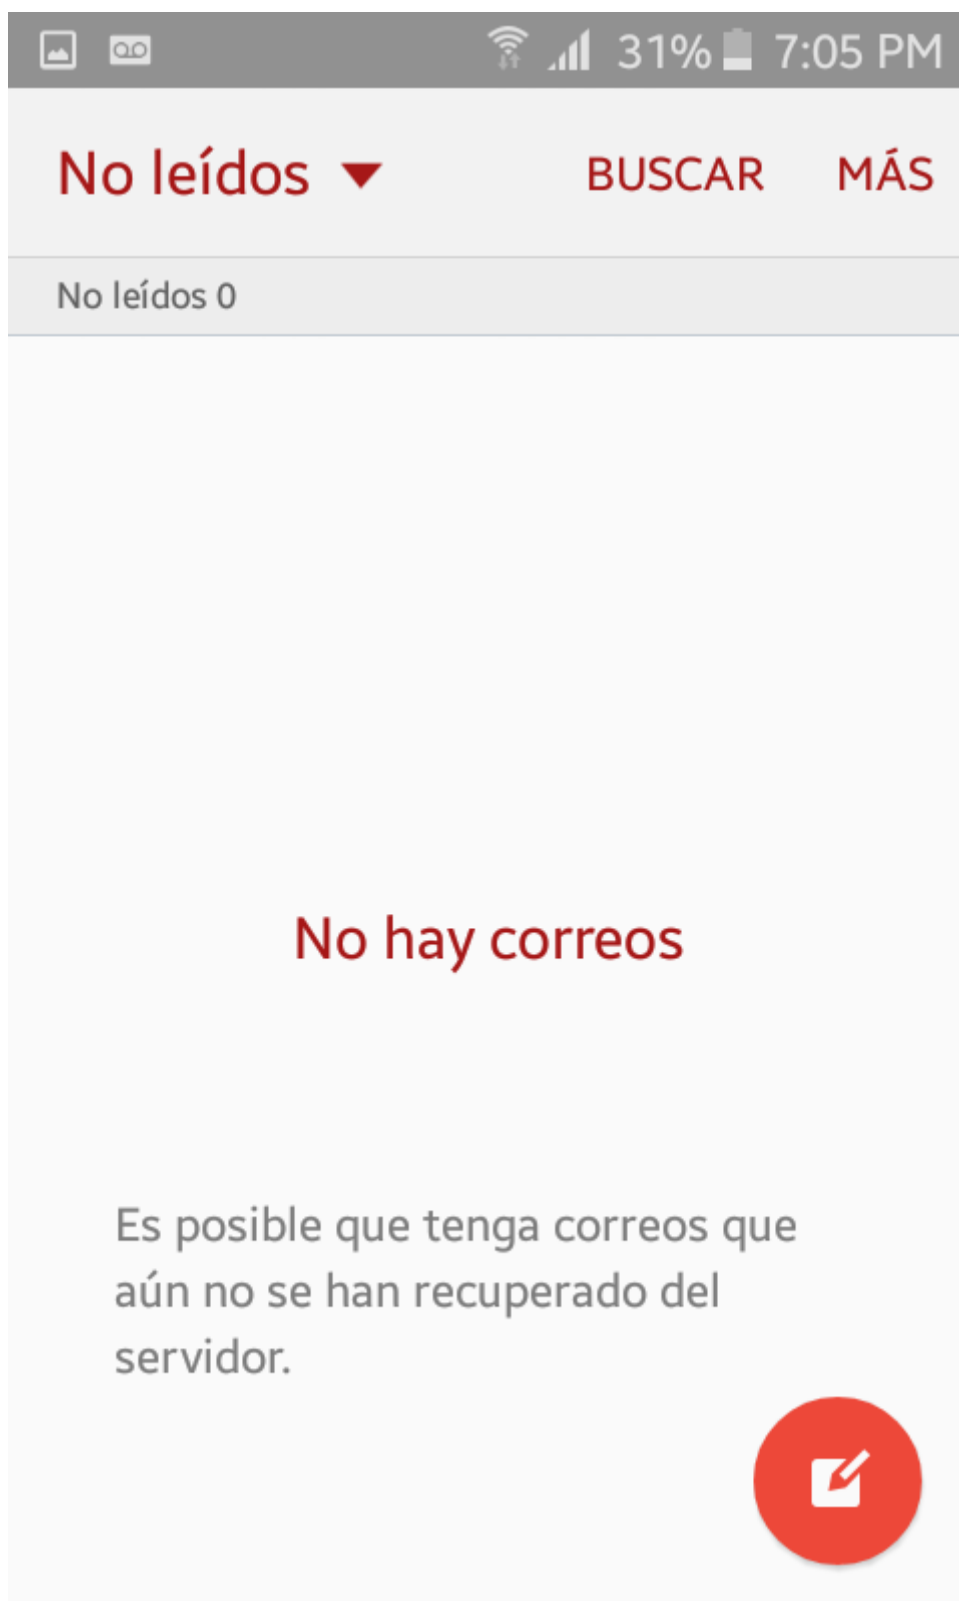 31% 7:05 PM
No leídos BUSCAR MÁS
No leídos 0
No hay correos
Es posible que tenga correos que
aún no se han recuperado del
servidor.